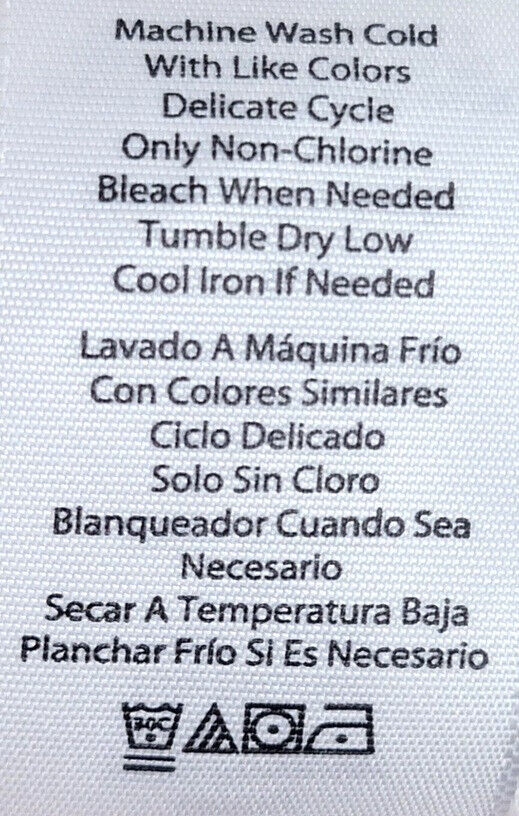 Machine Wash Cold
With Like Colors
Delicate Cycle
Only Non-Chlorine
Bleach When Needed
Tumble Dry Low
Cool Iron If Needed
Lavado A Máquina Frío
Con Colores Similares
Ciclo Delicado
Solo Sin Cloro
Blanqueador Cuando Sea
Necesario
Secar A Temperatura Baja
Planchar Frío Si Es Necesario
30C